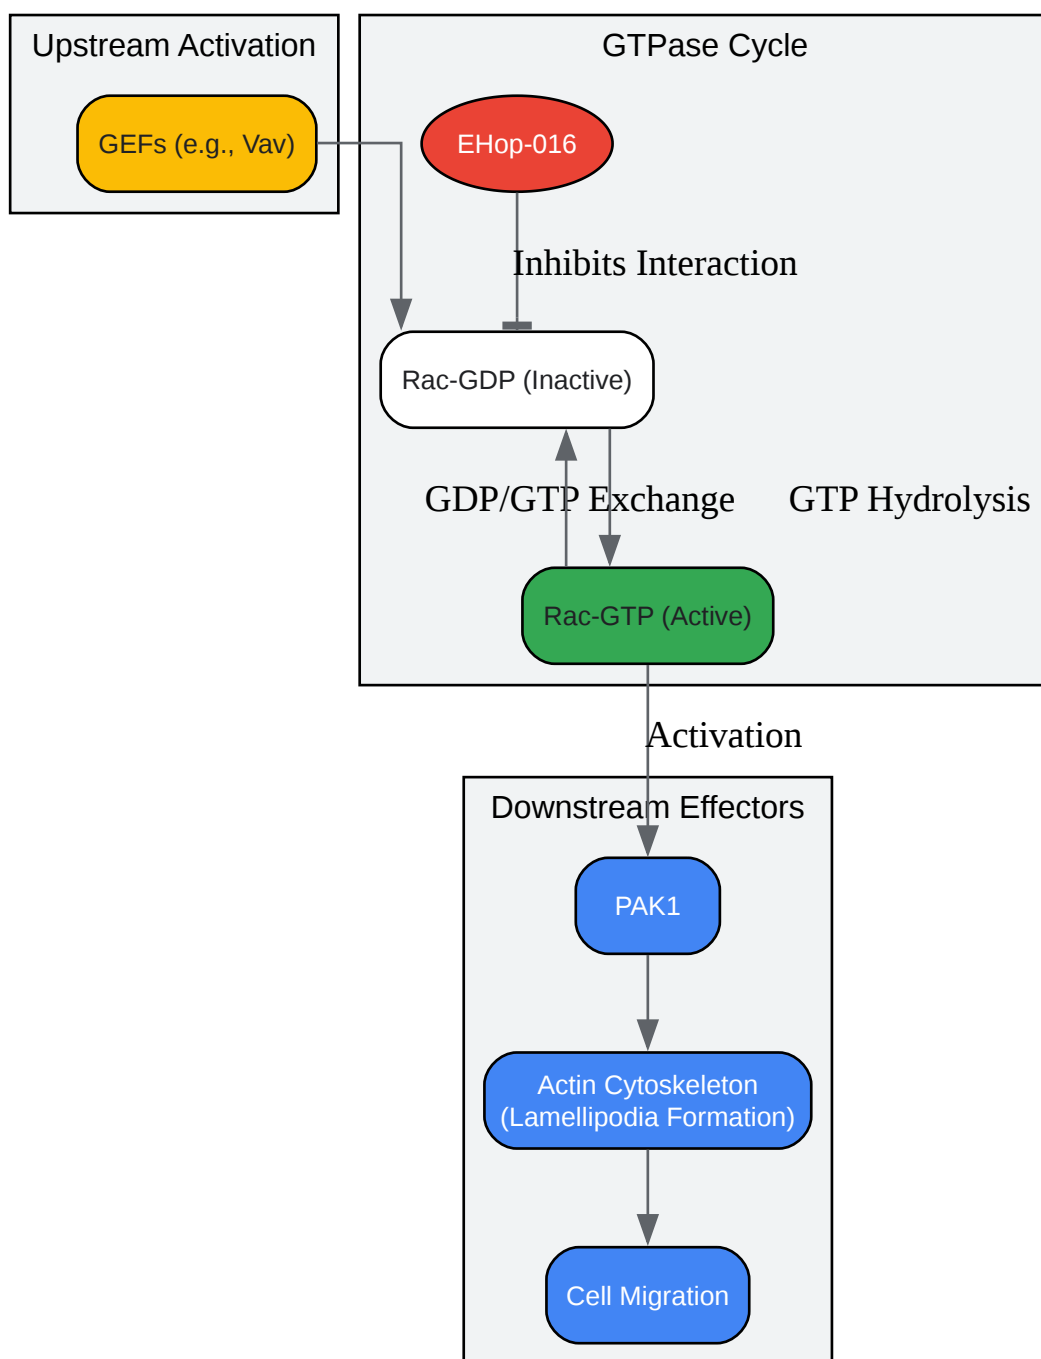 Upstream Activation
GTPase Cycle
GEFs (e.g., Vav)
EHop-016
Inhibits Interaction
Rac-GDP (Inactive)
GDP/GTP Exchange
GTP Hydrolysis
Rac-GTP (Active)
Activation
Downstream Effectors
PAK1
Actin Cytoskeleton
(Lamellipodia Formation)
Cell Migration